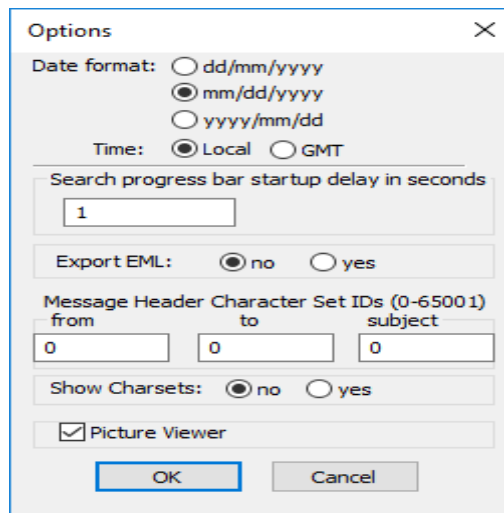 Options
Date format: dd/mm/yyyy
mm/dd/yyyy
yyyy/mm/dd
Time: Local GMT
Search progress bar startup delay in seconds
1
Export EML: no yes
Message Header Character Set IDs (0-65001)
from to subject
0 0 0
Show Charsets: no yes
Picture Viewer
OK Cancel